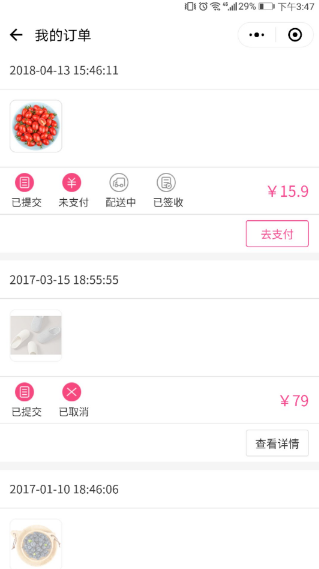 29% 下午3:47
我的订单
2018-04-13 15:46:11
已提交 未支付 配送中 已签收 ￥15.9
去支付
2017-03-15 18:55:55
已提交 已取消 ￥79
查看详情
2017-01-10 18:46:06